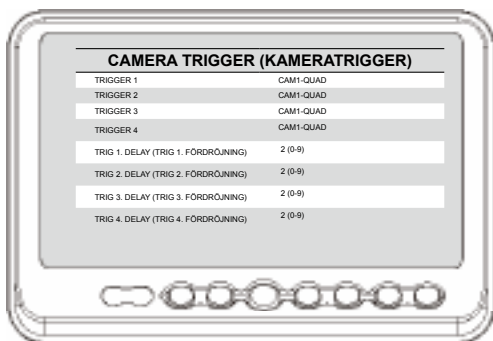 CAMERA TRIGGER (KAMERATRIGGER)
TRIGGER 1 CAM1-QUAD
TRIGGER 2 CAM1-QUAD
TRIGGER 3 CAM1-QUAD
TRIGGER 4 CAM1-QUAD
TRIG 1. DELAY (TRIG 1. FÖRDRÖJNING) 2 (0-9)
TRIG 2. DELAY (TRIG 2. FÖRDRÖJNING) 2 (0-9)
TRIG 3. DELAY (TRIG 3. FÖRDRÖJNING) 2 (0-9)
TRIG 4. DELAY (TRIG 4. FÖRDRÖJNING) 2 (0-9)